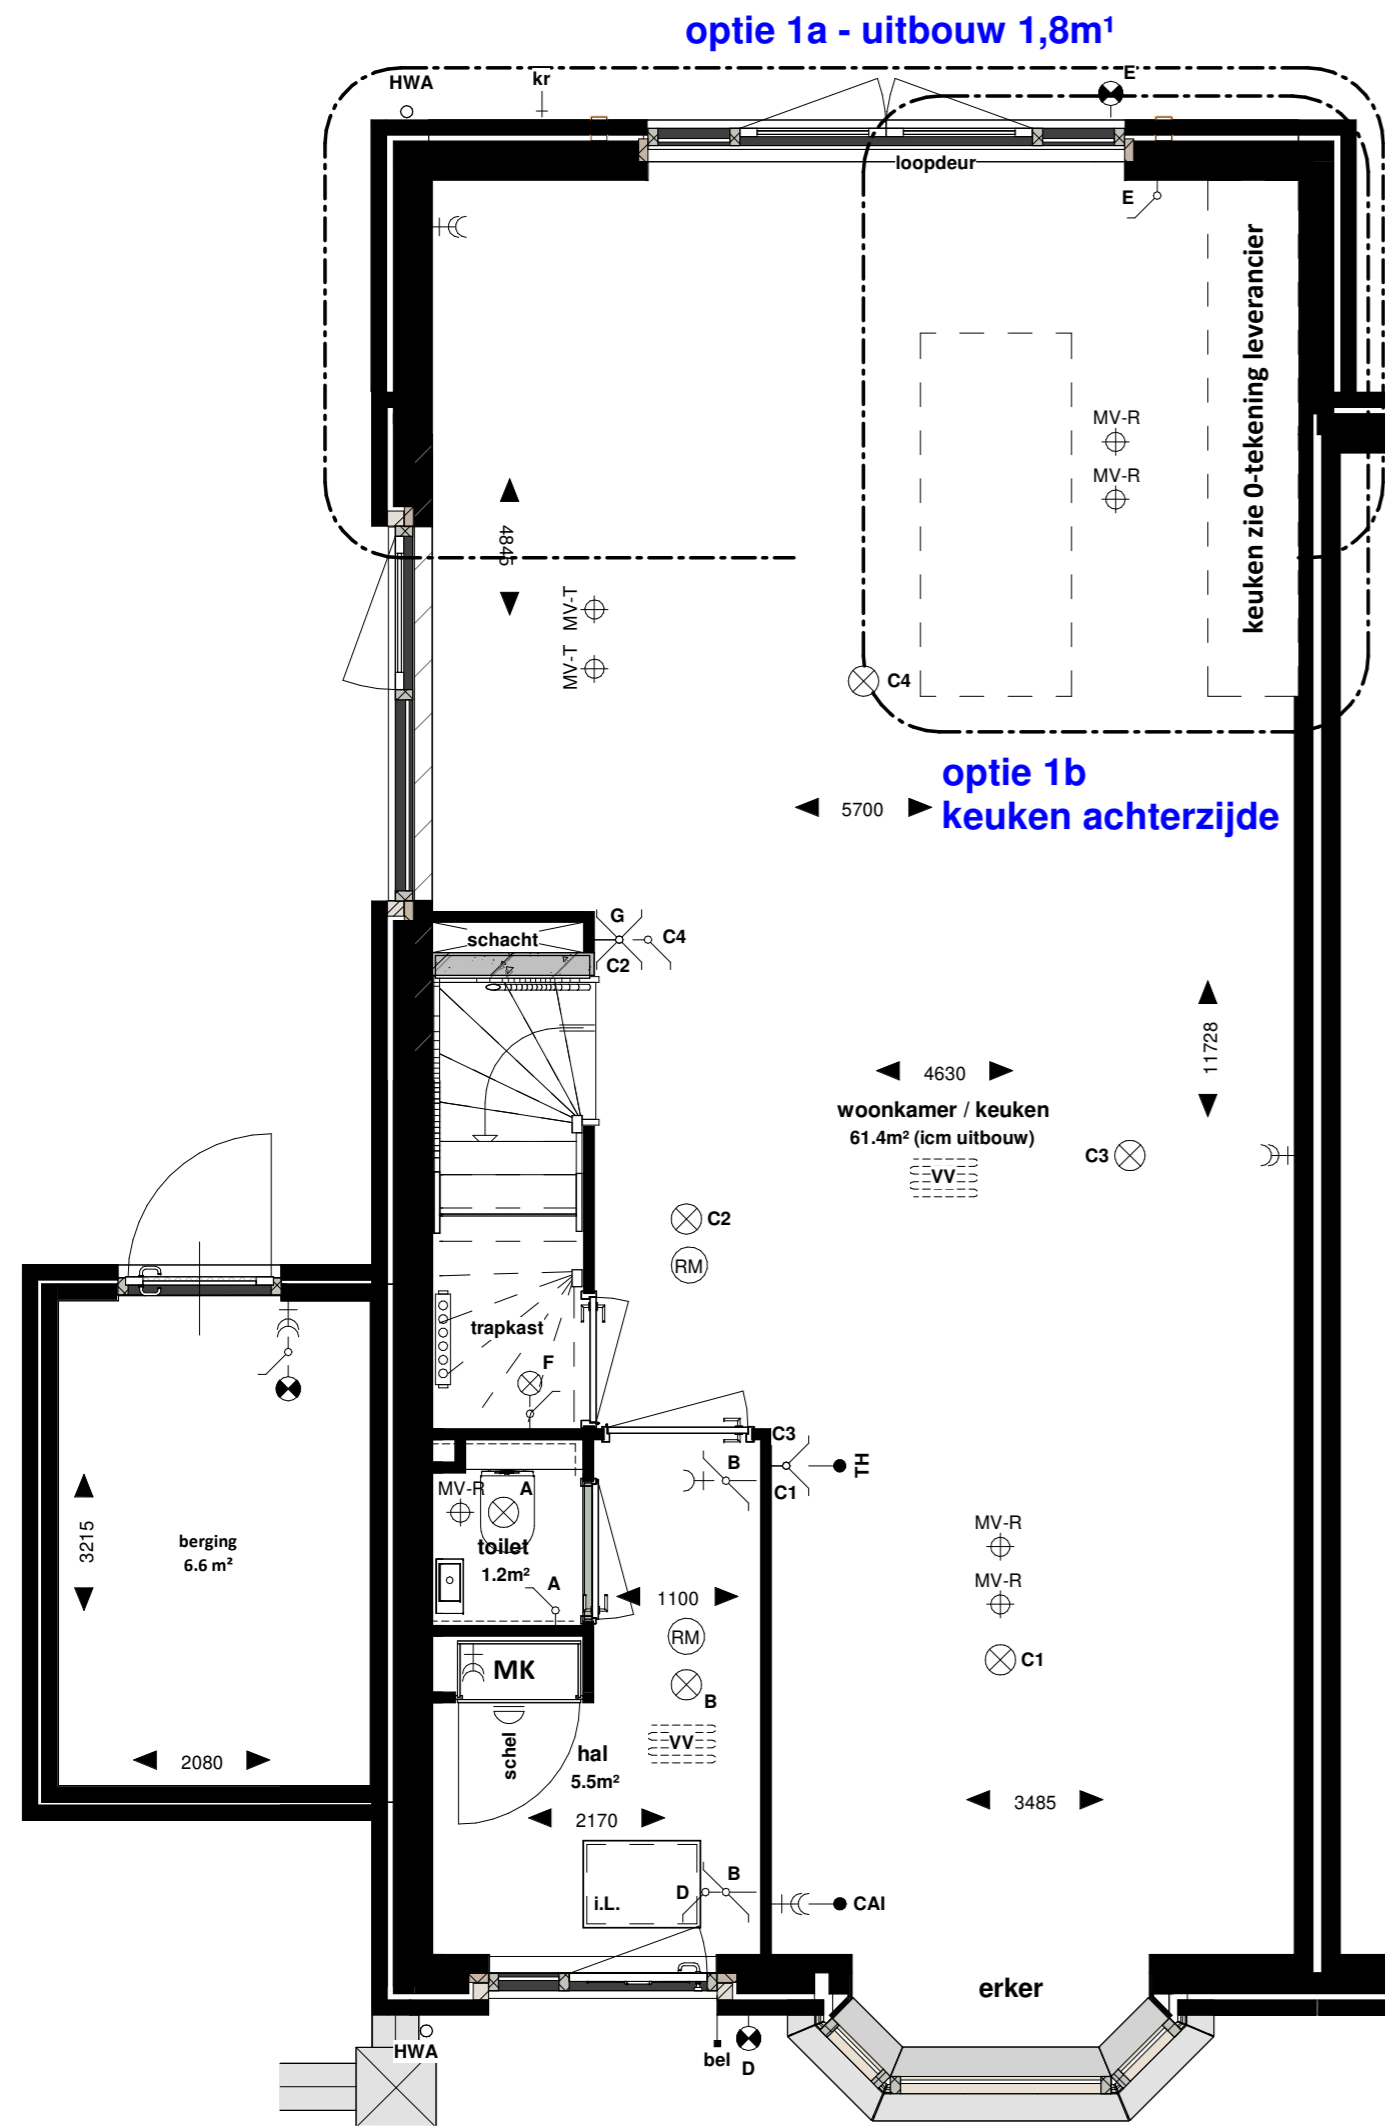 optie 1a - uitbouw 1,8m¹
HWA
kr
E
loopdeur
E
keuken zie 0-tekening leverancier
MV-R
MV-R
4845
MV-T
MV-T
C4
optie 1b
keuken achterzijde
5700
G
schacht
C4
C2
11728
4630
woonkamer / keuken
61.4m² (icm uitbouw)
C3
VV
C2
RM
trapkast
F
C3
B
TH
C1
MV-R
A
toilet
1.2m²
A
3215
berging
6.6 m²
MV-R
MV-R
1100
RM
C1
MK
B
schel
VV
hal
5.5m²
2080
3485
2170
B
D
i.L.
CAI
erker
HWA
bel
D